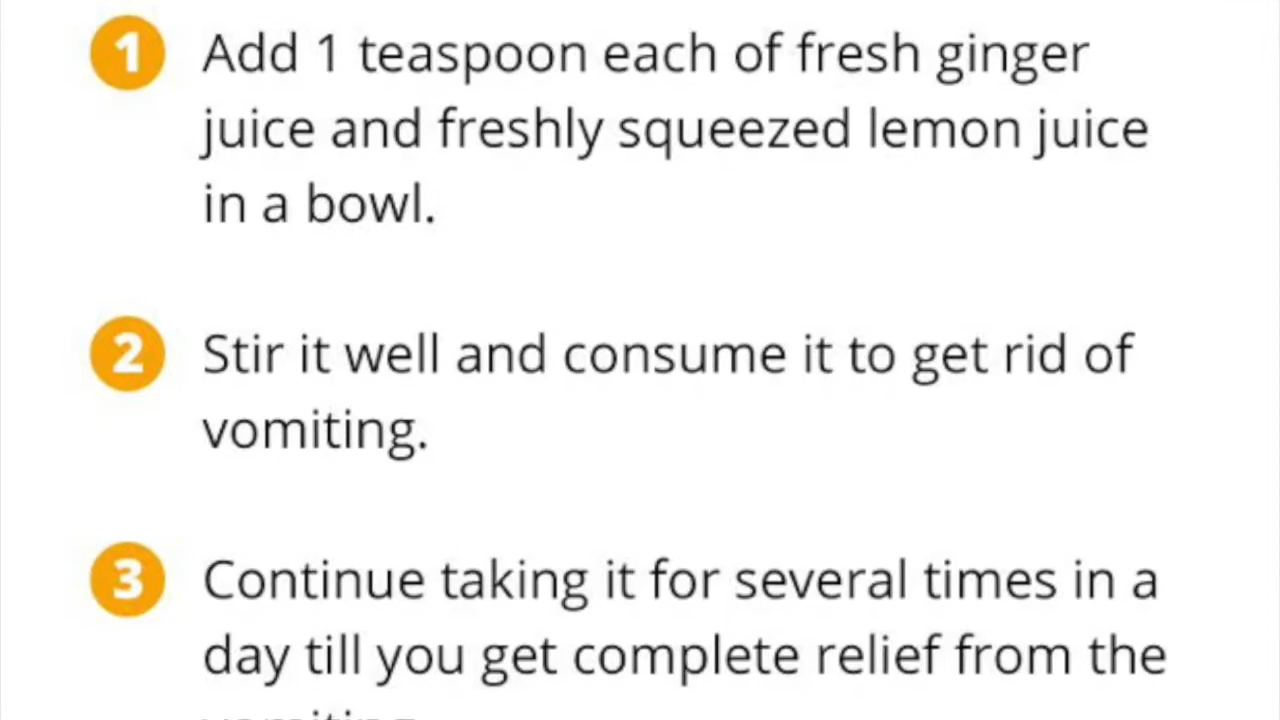 1 Add 1 teaspoon each of fresh ginger
juice and freshly squeezed lemon juice
in a bowl.
2 Stir it well and consume it to get rid of
vomiting.
3 Continue taking it for several times in a
day till you get complete relief from the